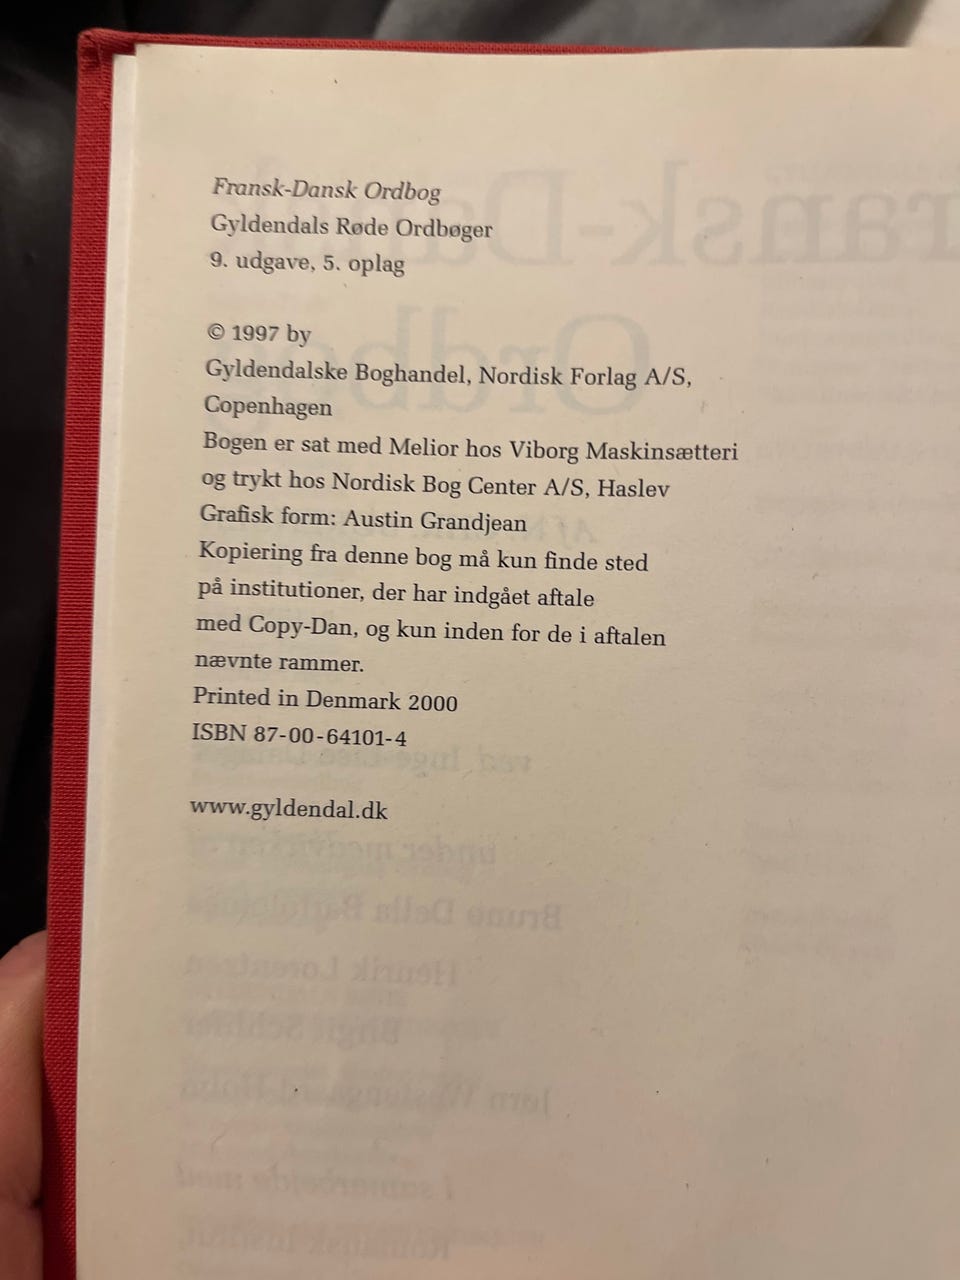 Fransk-Dansk Ordbog
Gyldendals Røde Ordbøger
9. udgave, 5. oplag
© 1997 by
Gyldendalske Boghandel, Nordisk Forlag A/S,
Copenhagen
Bogen er sat med Melior hos Viborg Maskinsætteri
og trykt hos Nordisk Bog Center A/S, Haslev
Grafisk form: Austin Grandjean
Kopiering fra denne bog må kun finde sted
på institutioner, der har indgået aftale
med Copy-Dan, og kun inden for de i aftalen
nævnte rammer.
Printed in Denmark 2000
ISBN 87-00-64101-4
www.gyldendal.dk